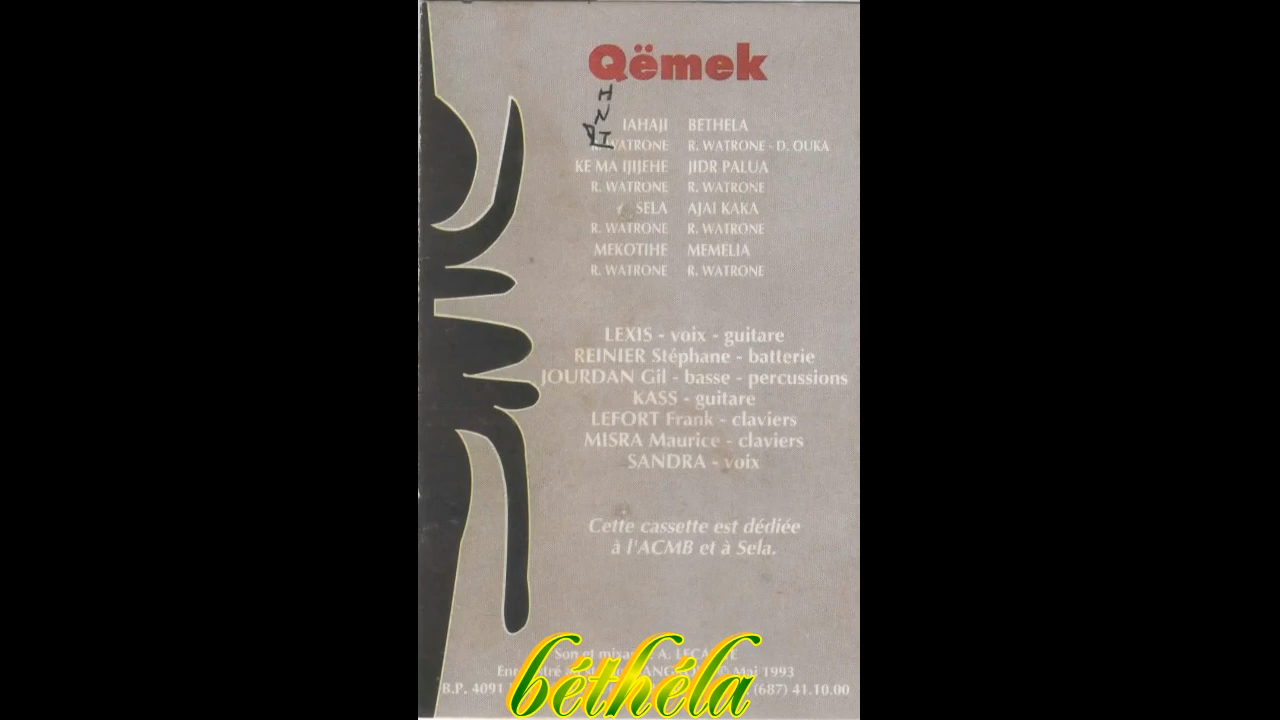 Qëmek
IAHAJI BETHELA
WATRONE R. WATRONE - D. OUKA
KE MA IJIJEHE JIDR PALUA
R. WATRONE R. WATRONE
SELA AJAI KAKA
R. WATRONE R. WATRONE
MEKOTIHE MEMELIA
R. WATRONE R. WATRONE
LEXIS - voix - guitare
REINIER Stéphane - batterie
JOURDAN Gil - basse - percussions
KASS - guitare
LEFORT Frank - claviers
MISRA Maurice - claviers
SANDRA - voix
Cette cassette est dédiée
à l'ACMB et à Sela.
Son et A.
© Mai 1993
B.P. 4091 (687) 41.10.00
béthéla